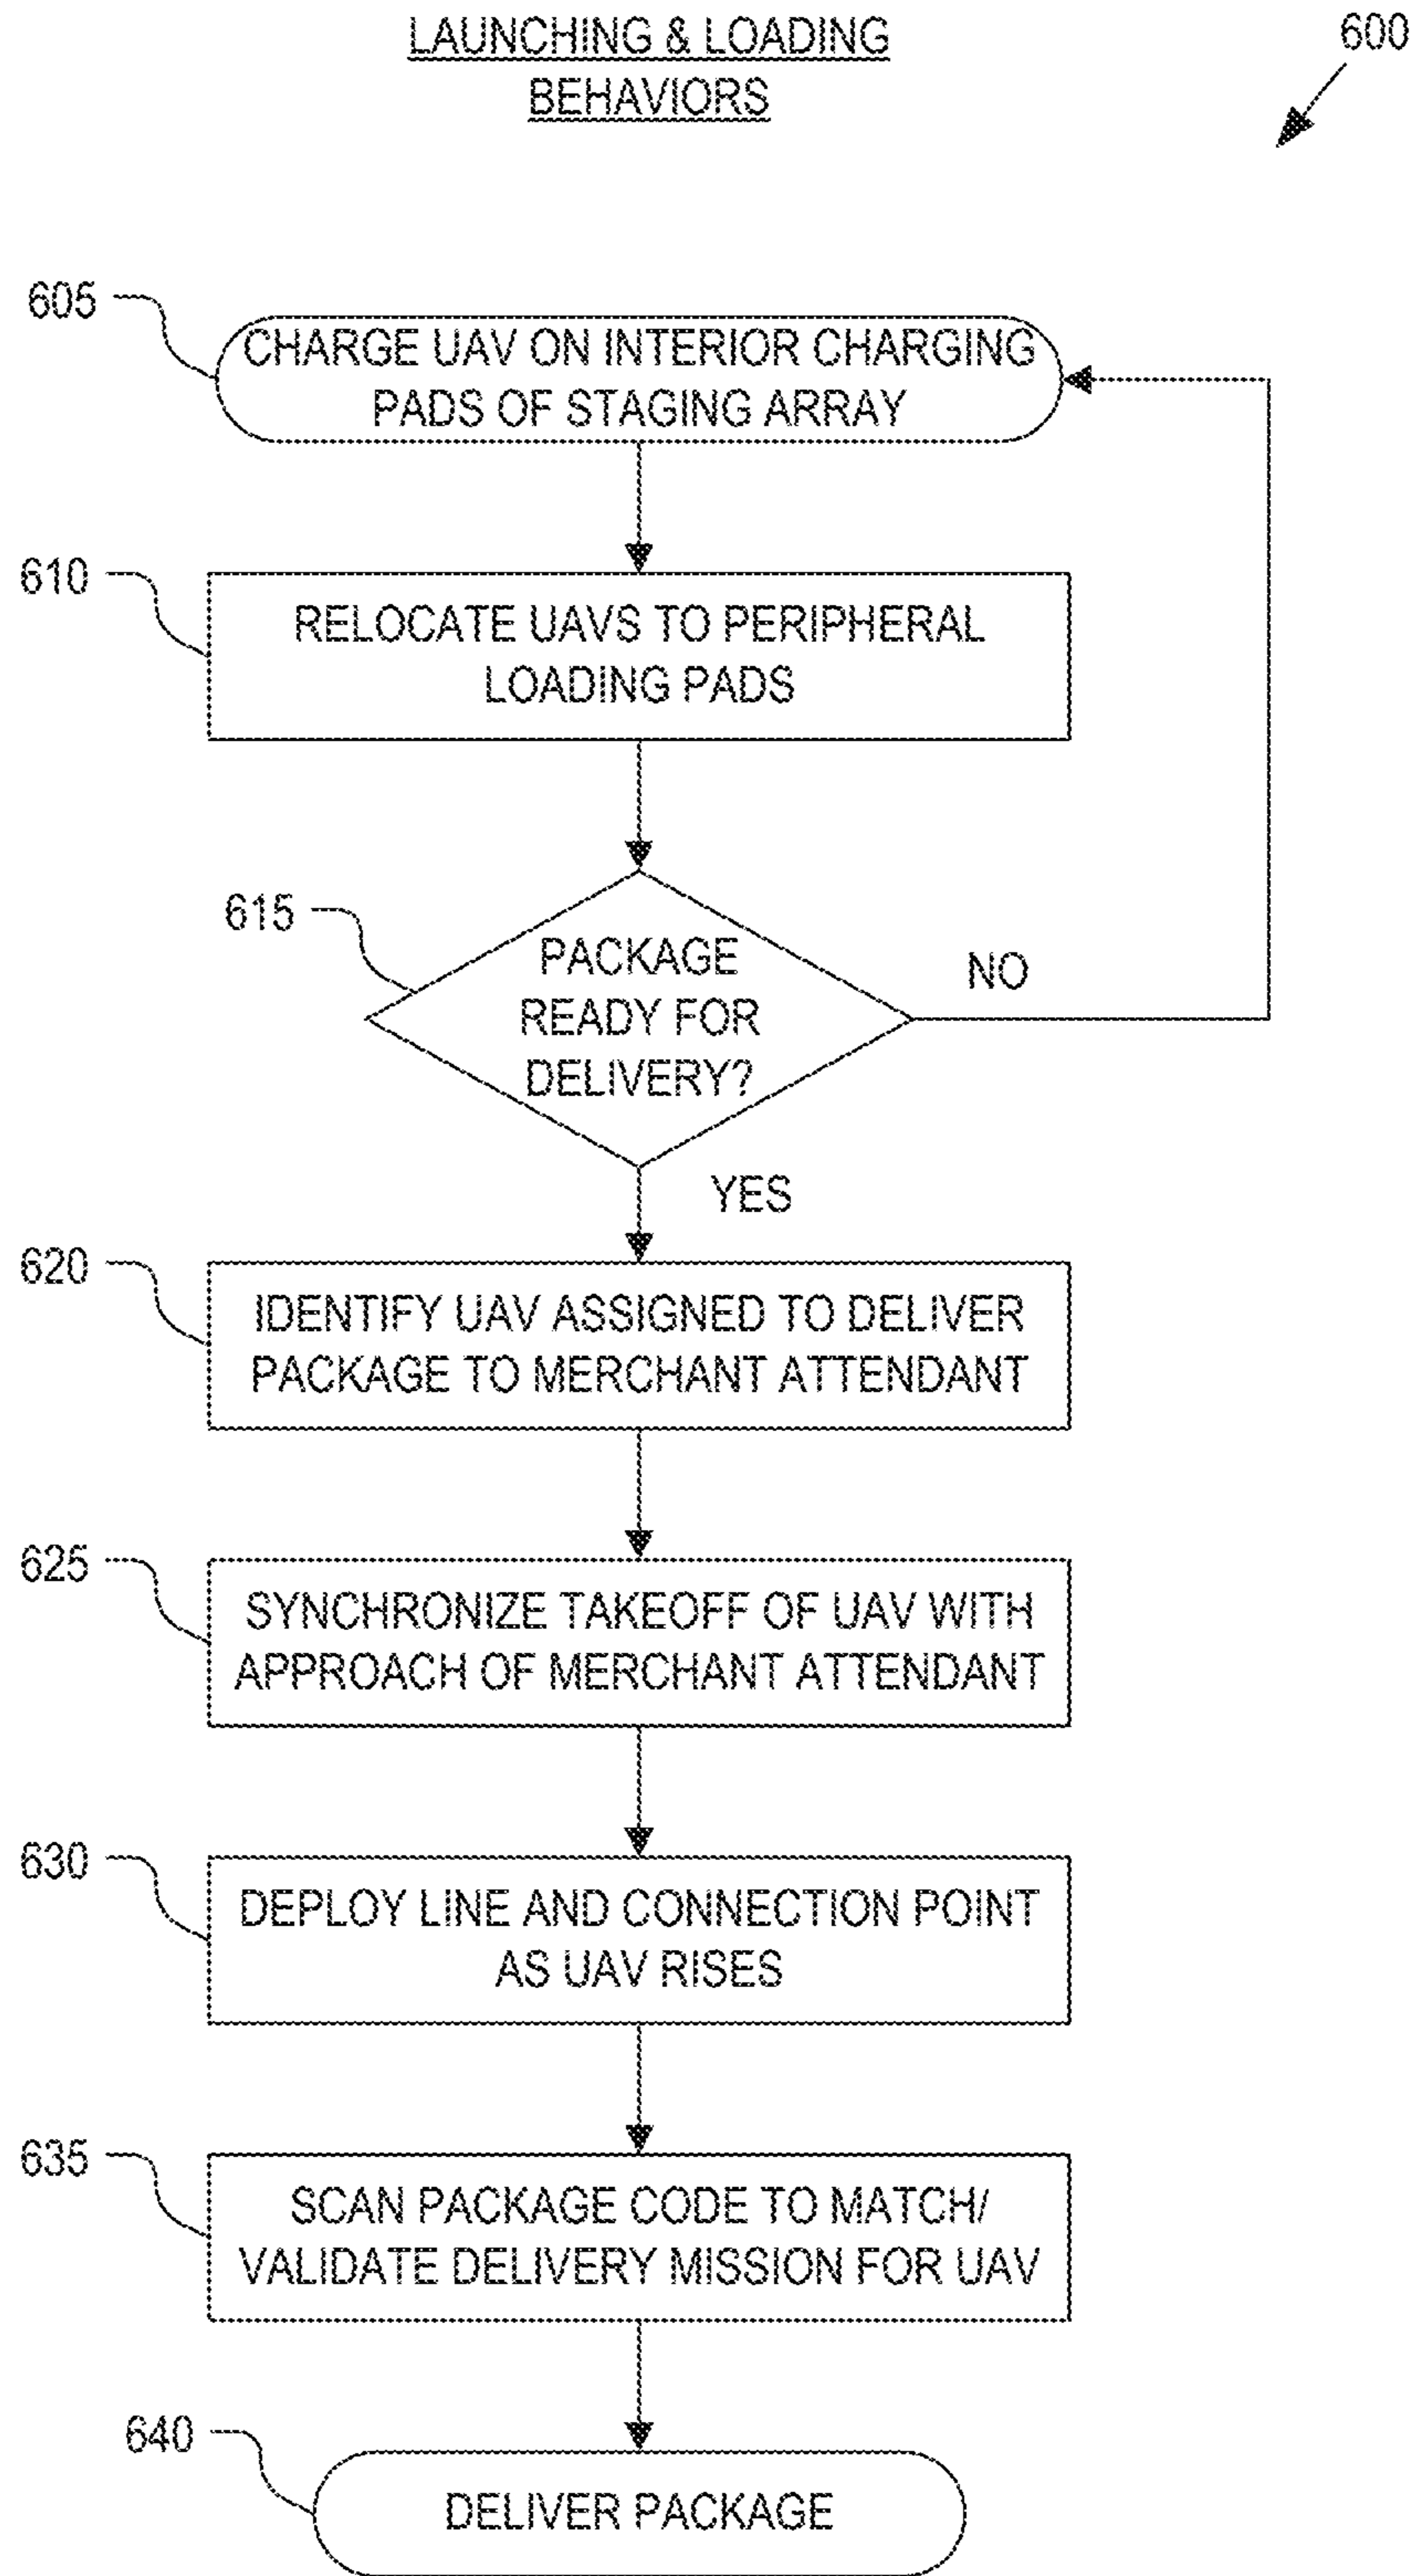 LAUNCHING & LOADING
BEHAVIORS
600
605
CHARGE UAV ON INTERIOR CHARGING
PADS OF STAGING ARRAY
610
RELOCATE UAVS TO PERIPHERAL
LOADING PADS
615
PACKAGE
READY FOR
DELIVERY?
NO
YES
620
IDENTIFY UAV ASSIGNED TO DELIVER
PACKAGE TO MERCHANT ATTENDANT
625
SYNCHRONIZE TAKEOFF OF UAV WITH
APPROACH OF MERCHANT ATTENDANT
630
DEPLOY LINE AND CONNECTION POINT
AS UAV RISES
635
SCAN PACKAGE CODE TO MATCH/
VALIDATE DELIVERY MISSION FOR UAV
640
DELIVER PACKAGE